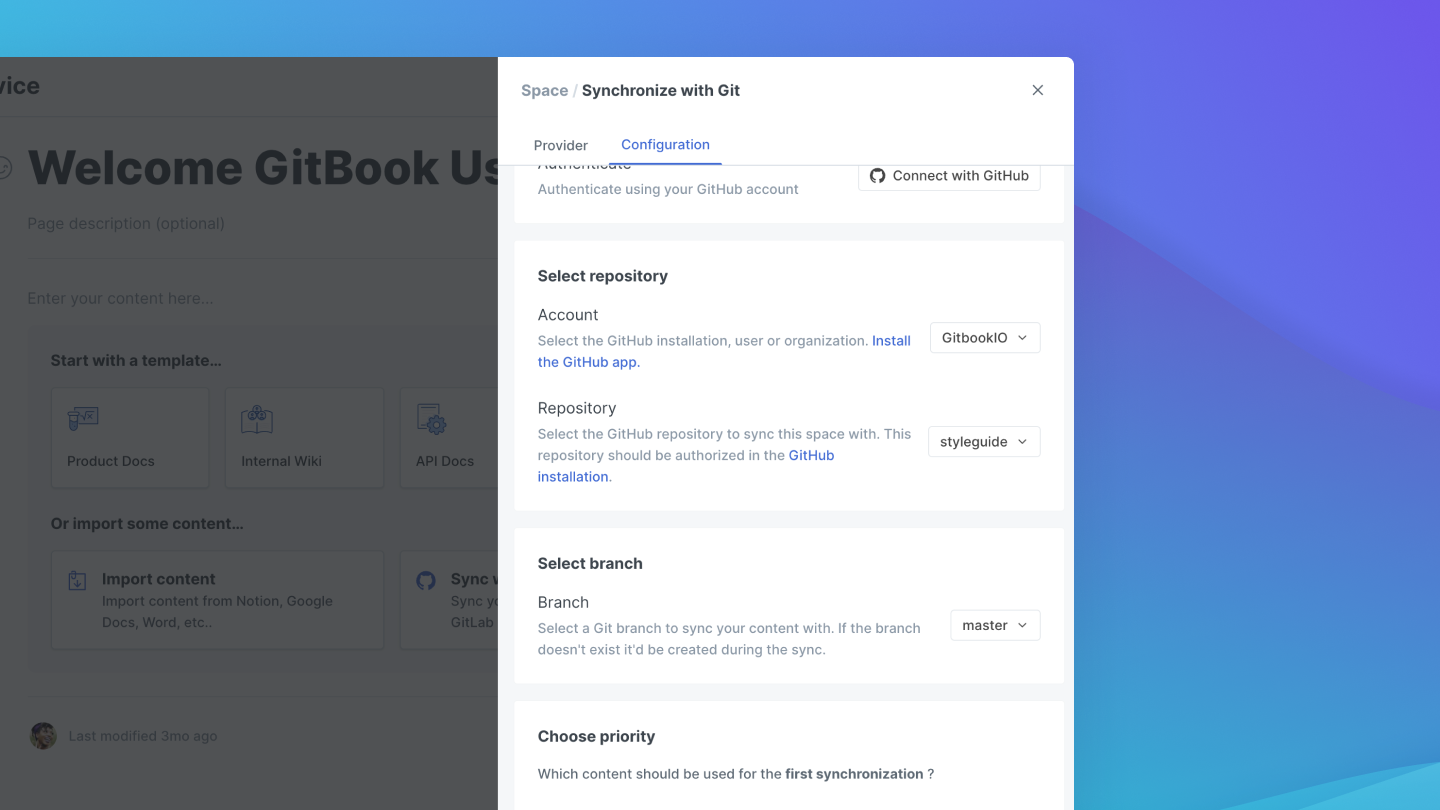 vice
Welcome GitBook Us
Page description (optional)
Enter your content here...
Start with a template...
Product Docs
Internal Wiki
API Docs
Or import some content...
Import content
Import content from Notion, Google
Docs, Word, etc..
Sync w
Sync yo
GitLab
Last modified 3mo ago
Space / Synchronize with Git
Provider
Configuration
Authenticate
Authenticate using your GitHub account
Connect with GitHub
Select repository
Account
Select the GitHub installation, user or organization. Install
the GitHub app.
GitbookIO
Repository
Select the GitHub repository to sync this space with. This
repository should be authorized in the GitHub
installation.
styleguide
Select branch
Branch
Select a Git branch to sync your content with. If the branch
doesn't exist it'd be created during the sync.
master
Choose priority
Which content should be used for the first synchronization ?